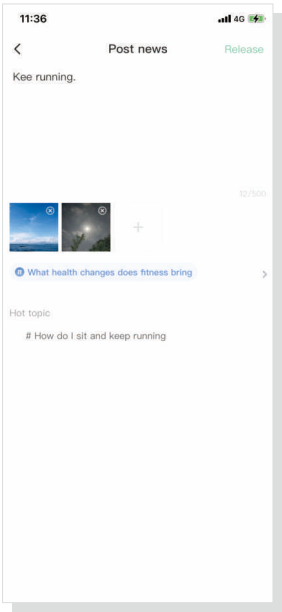 11:36 4G
Post news Release
Kee running.
12/300
What health changes does fitness bring
Hot topic
# How do I sit and keep running